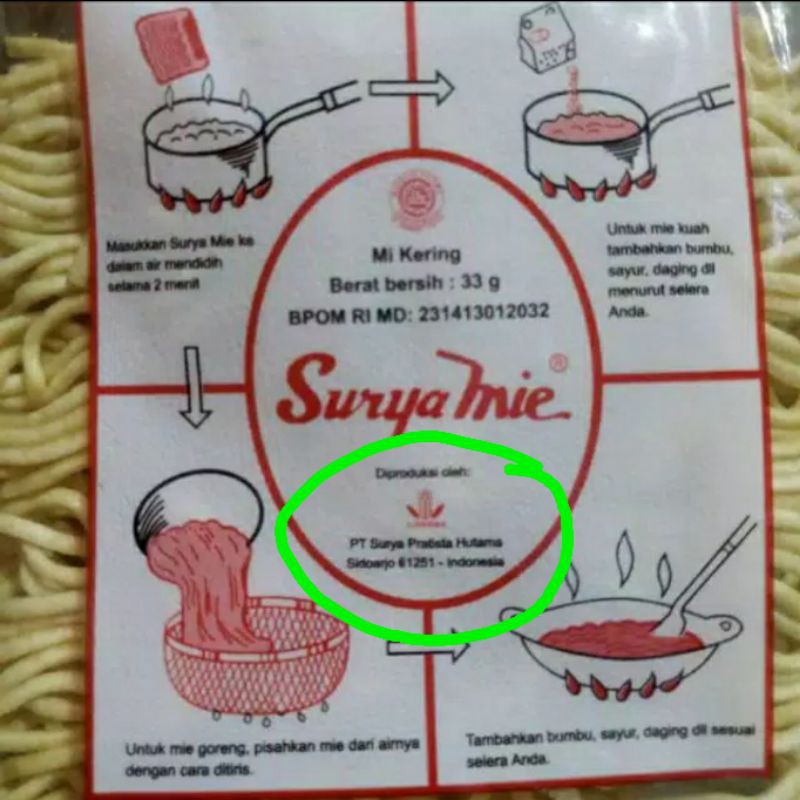 Masukkan Surya Mie ke
dalam air mendidih
selama 2 menit
Untuk mie kuah
tambahkan bumbu,
sayur, daging dll
menurut selera
Anda.
Mi Kering
Berat bersih : 33 g
BPOM RI MD: 231413012032
Surya mie ®
Diproduksi oleh:
PT Surya Pratista Hutama
Sidoarjo 61251 - Indonesia
Untuk mie goreng, pisahkan mie dari airnya
dengan cara ditiris.
Tambahkan bumbu, sayur, daging dll sesuai
selera Anda.